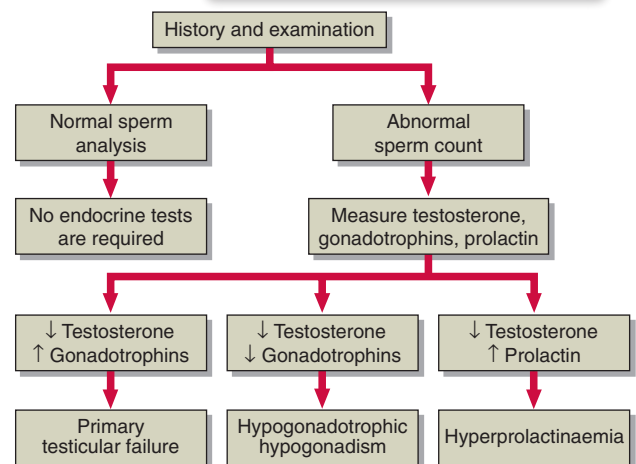 History and examination
Normal sperm
analysis
Abnormal
sperm count
No endocrine tests
are required
Measure testosterone,
gonadotrophins, prolactin
↓ Testosterone
↑ Gonadotrophins
↓ Testosterone
↓ Gonadotrophins
↓ Testosterone
↑ Prolactin
Primary
testicular failure
Hypogonadotrophic
hypogonadism
Hyperprolactinaemia